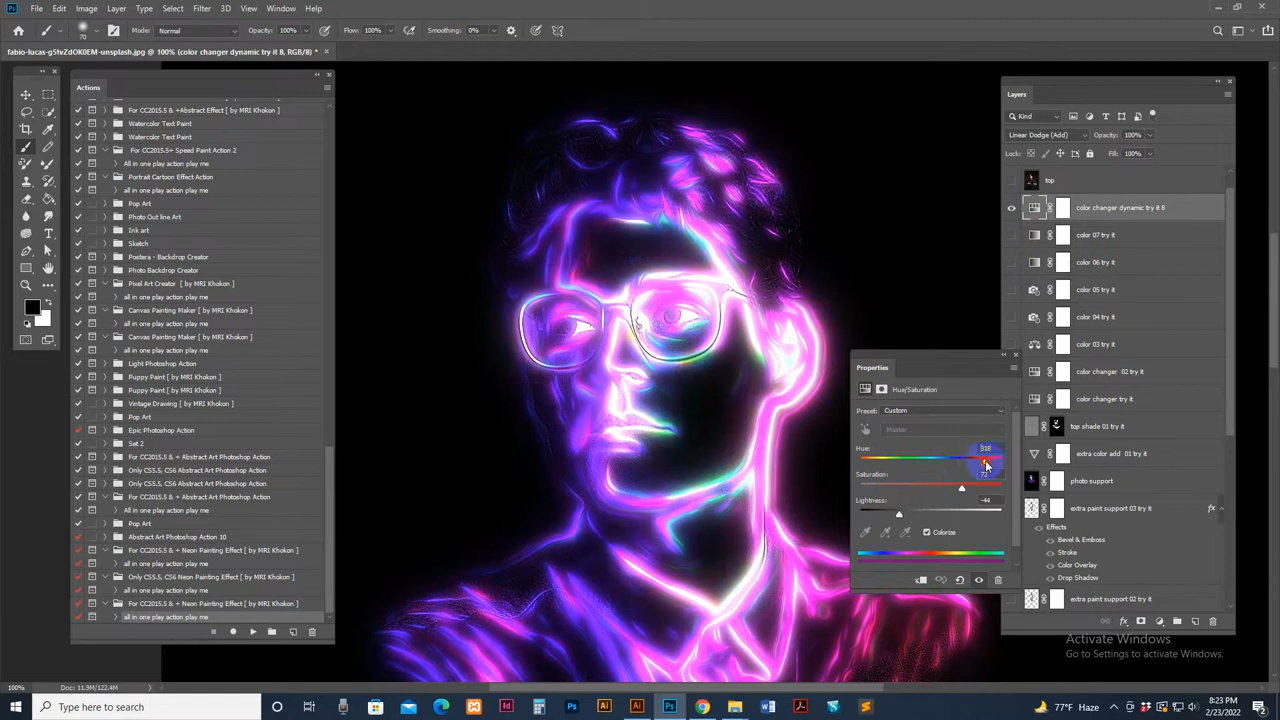 Ps File Edit Image Layer Type Select Filter 3D View Window Help
70 Mode: Normal Opacity: 100% Flow: 100% Smoothing: 0%
fabio-lucas-g5tvZdOK0EM-unsplash.jpg @ 100% (color changer dynamic try it 8, RGB/8) *
Actions
For CC2015.5 & +Abstract Effect [ by MRI Khokon ]
Watercolor Text Paint
Watercolor Text Paint
For CC2015.5+ Speed Paint Action 2
All in one play action play me
Portrait Cartoon Effect Action
all in one play action play me
Pop Art
Photo Out line Art
Ink art
Sketch
Postera - Backdrop Creator
Photo Backdrop Creator
Pixel Art Creator [ by MRI Khokon ]
all in one play action play me
Canvas Painting Maker [ by MRI Khokon ]
all in one play action play me
Canvas Painting Maker [ by MRI Khokon ]
all in one play action play me
Light Photoshop Action
Puppy Paint [ by MRI Khokon ]
Puppy Paint [ by MRI Khokon ]
Vintage Drawing [ by MRI Khokon ]
Pop Art
Epic Photoshop Action
Set 2
For CC2015.5 & + Abstract Art Photoshop Action
Only CS5.5, CS6 Abstract Art Photoshop Action
Only CS5.5, CS6 Abstract Art Photoshop Action
For CC2015.5 & + Abstract Art Photoshop Action
All in one play action play me
Pop Art
Abstract Photoshop Art Action 10
For CC2015.5 & + Neon Painting Effect [ by MRI Khokon ]
Only CS5.5, CS6 Neon Painting Effect [ by MRI Khokon ]
all in one play action play me
For CC2015.5 & + Neon Painting Effect [ by MRI Khokon ]
all in one play action play me
Layers
Kind
Linear Dodge (Add) Opacity: 100%
Lock: Fill: 100%
top
color changer dynamic try it 8
color 07 try it
color 06 try it
color 05 try it
color 04 try it
color 03 try it
color changer 02 try it
color changer try it
top shade 01 try it
extra color add 01 try it
photo support
extra paint support 03 try it fx
Effects
Bevel & Emboss
Stroke
Color Overlay
Drop Shadow
extra paint support 02 try it
Properties
Hue/Saturation
Preset: Custom
Master
Hue: 318
Saturation:
Lightness: -44
Colorize
Activate Windows
Go to Settings to activate Windows.
100% Doc: 11.9M/122.4M
Type here to search
77°F Haze
8:23 PM
2/23/2022